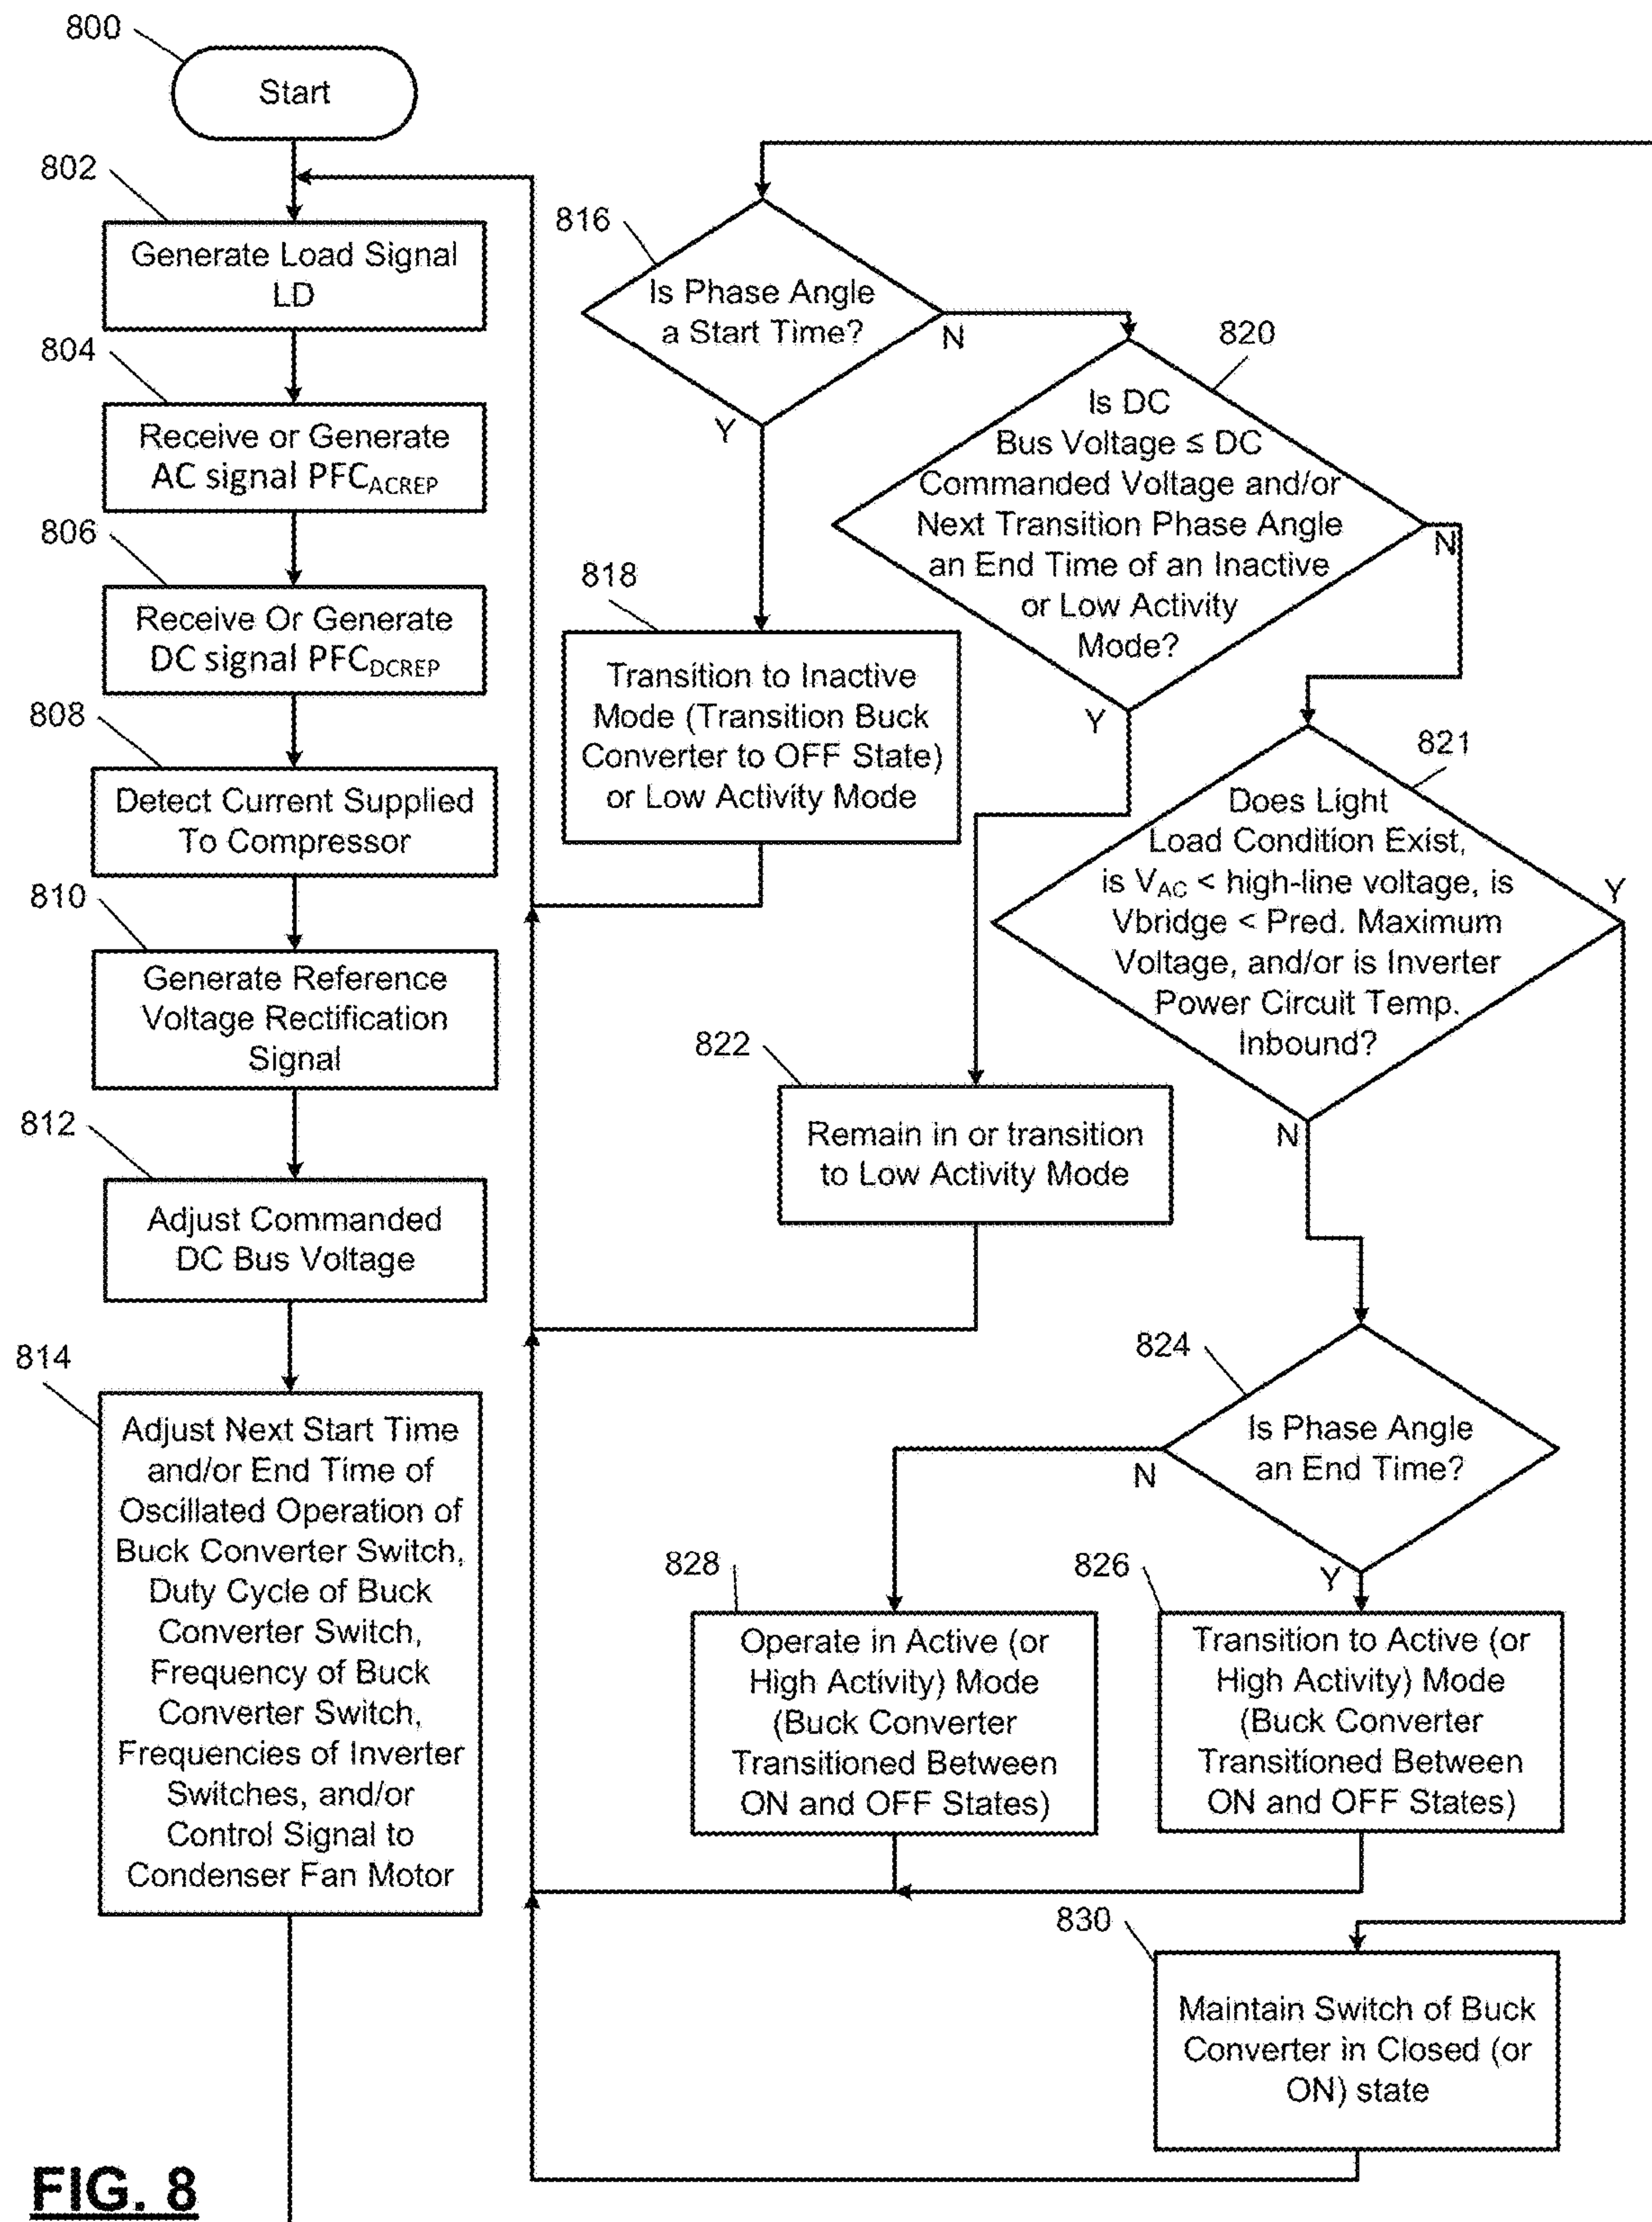 800
Start
802
Generate Load Signal
LD
804
Receive or Generate
AC signal PFCACREP
806
Receive Or Generate
DC signal PFCDCREP
808
Detect Current Supplied
To Compressor
810
Generate Reference
Voltage Rectification
Signal
812
Adjust Commanded
DC Bus Voltage
814
Adjust Next Start Time
and/or End Time of
Oscillated Operation of
Buck Converter Switch,
Duty Cycle of Buck
Converter Switch,
Frequency of Buck
Converter Switch,
Frequencies of Inverter
Switches, and/or
Control Signal to
Condenser Fan Motor
816
Is Phase Angle
a Start Time?
N
Y
818
Transition to Inactive
Mode (Transition Buck
Converter to OFF State)
or Low Activity Mode
820
Is DC
Bus Voltage ≤ DC
Commanded Voltage and/or
Next Transition Phase Angle
an End Time of an Inactive
or Low Activity
Mode?
N
Y
821
Does Light
Load Condition Exist,
is VAC < high-line voltage, is
Vbridge < Pred. Maximum
Voltage, and/or is Inverter
Power Circuit Temp.
Inbound?
Y
N
822
Remain in or transition
to Low Activity Mode
824
Is Phase Angle
an End Time?
N
Y
828
Operate in Active (or
High Activity) Mode
(Buck Converter
Transitioned Between
ON and OFF States)
826
Transition to Active (or
High Activity) Mode
(Buck Converter
Transitioned Between
ON and OFF States)
830
Maintain Switch of Buck
Converter in Closed (or
ON) state
FIG. 8